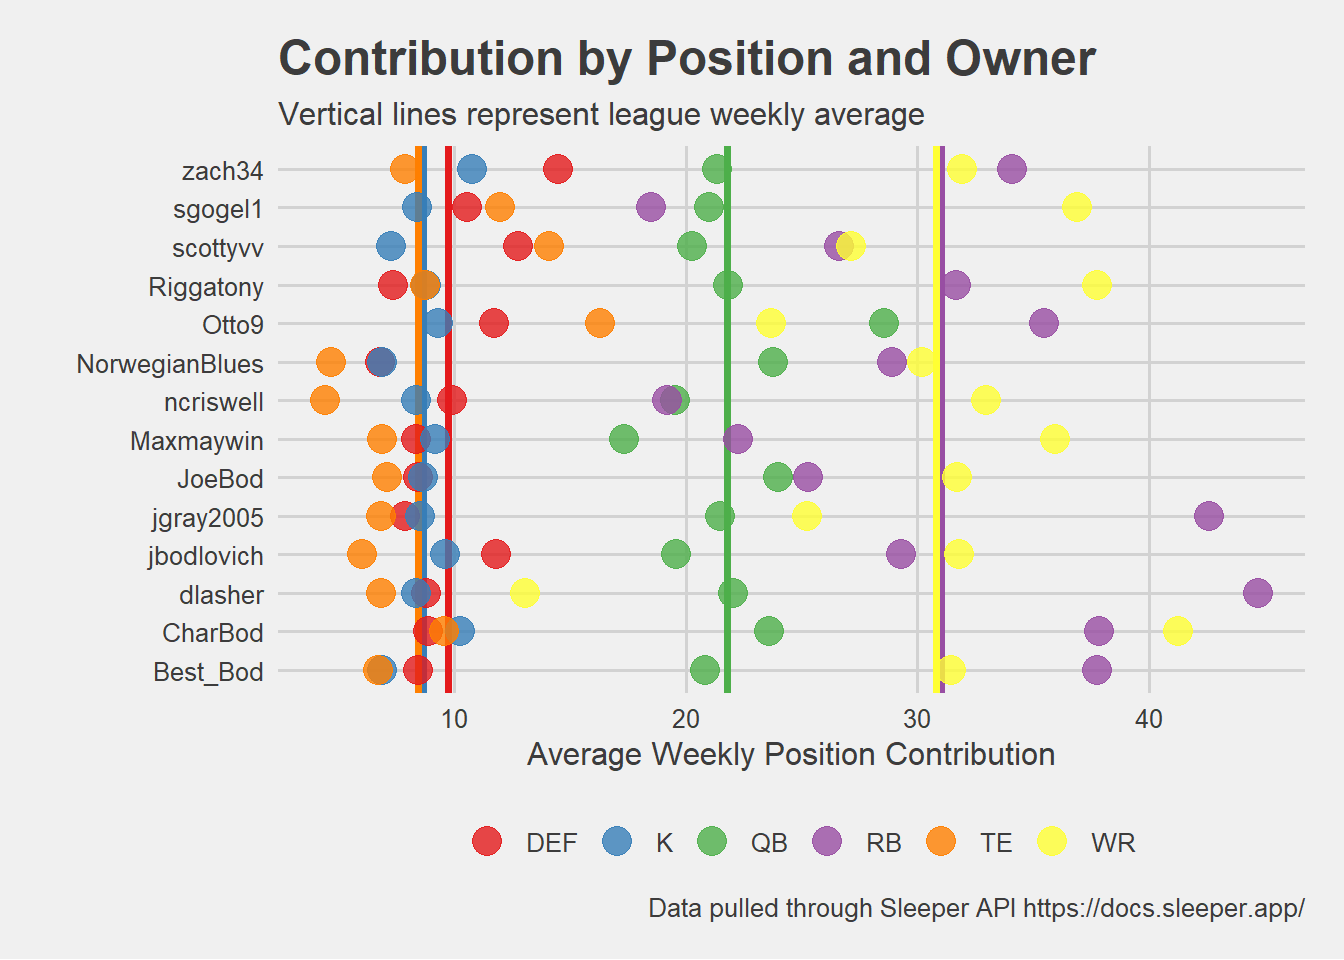 Contribution by Position and Owner
Vertical lines represent league weekly average
zach34
sgogel1
scottyvv
Riggatony
Otto9
NorwegianBlues
ncriswell
Maxmaywin
JoeBod
jgray2005
jbodlovich
dlasher
CharBod
Best_Bod
10 20 30 40
Average Weekly Position Contribution
DEF K QB RB TE WR
Data pulled through Sleeper API https://docs.sleeper.app/